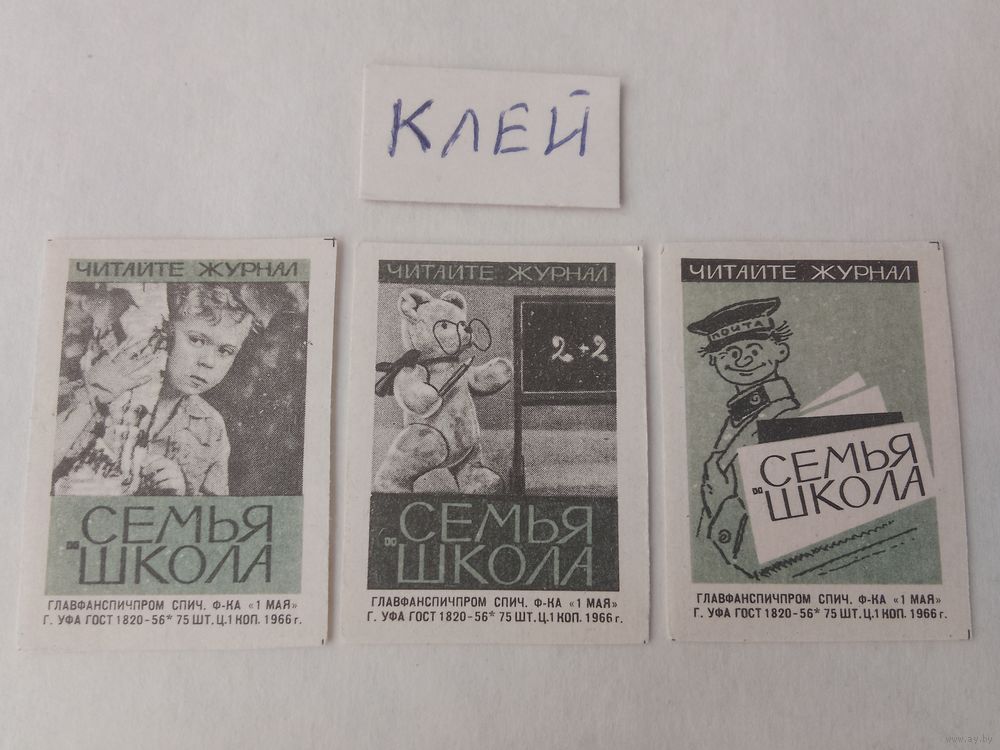 КЛЕЙ
ЧИТАЙТЕ ЖУРНАЛ
СЕМЬЯ
и ШКОЛА
ГЛАВФАНСПИЧПРОМ СПИЧ. Ф-КА «1 МАЯ»
Г. УФА ГОСТ 1820-56* 75 ШТ. Ц. 1 КОП. 1966 г.
ЧИТАЙТЕ ЖУРНАЛ
2+2
СЕМЬЯ
и ШКОЛА
ГЛАВФАНСПИЧПРОМ СПИЧ. Ф-КА «1 МАЯ»
Г. УФА ГОСТ 1820-56* 75 ШТ. Ц. 1 КОП. 1966 г.
ЧИТАЙТЕ ЖУРНАЛ
ПОЧТА
СЕМЬЯ
и ШКОЛА
ГЛАВФАНСПИЧПРОМ СПИЧ. Ф-КА «1 МАЯ»
Г. УФА ГОСТ 1820-56* 75 ШТ. Ц. 1 КОП. 1966 г.
www.ay.by